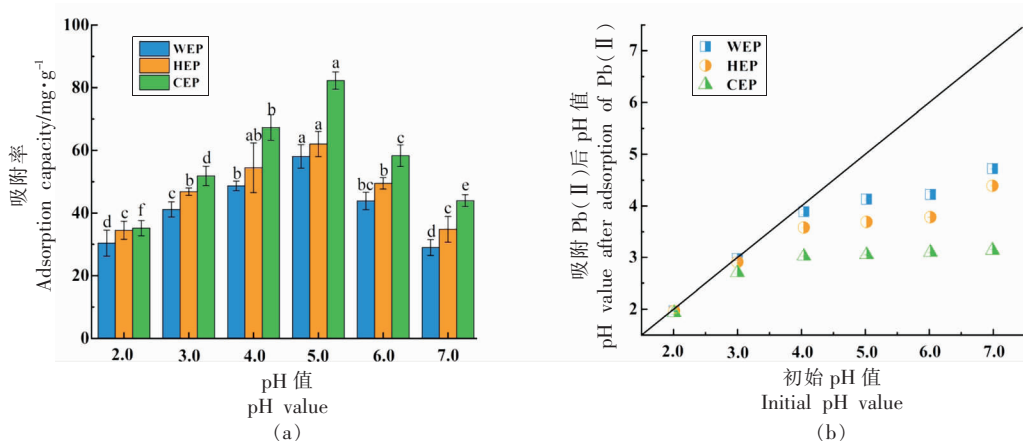 吸附率
Adsorption capacity/mg·g⁻¹
100
80
60
40
20
0
WEP
HEP
CEP
d c f
c b d
b ab b
a a a
bc b c
d c e
2.0 3.0 4.0 5.0 6.0 7.0
pH 值
pH value
(a)
吸附 Pb(Ⅱ)后 pH 值
pH value after adsorption of Pb(Ⅱ)
7
6
5
4
3
2
WEP
HEP
CEP
2.0 3.0 4.0 5.0 6.0 7.0
初始 pH 值
Initial pH value
(b)